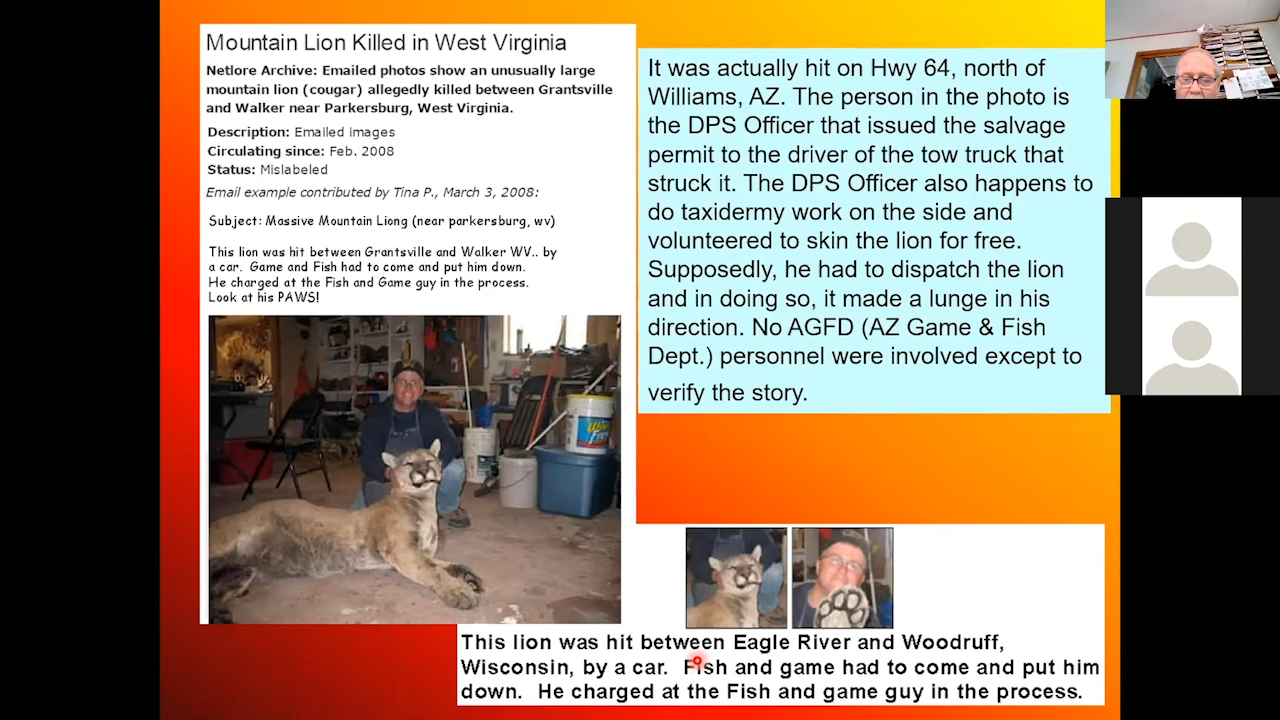 Mountain Lion Killed in West Virginia
Netlore Archive: Emailed photos show an unusually large
mountain lion (cougar) allegedly killed between Grantsville
and Walker near Parkersburg, West Virginia.
Description: Emailed images
Circulating since: Feb. 2008
Status: Mislabeled
Email example contributed by Tina P., March 3, 2008:
Subject: Massive Mountain Liong (near parkersburg, wv)
This lion was hit between Grantsville and Walker WV.. by
a car. Game and Fish had to come and put him down.
He charged at the Fish and Game guy in the process.
Look at his PAWS!
It was actually hit on Hwy 64, north of
Williams, AZ. The person in the photo is
the DPS Officer that issued the salvage
permit to the driver of the tow truck that
struck it. The DPS Officer also happens to
do taxidermy work on the side and
volunteered to skin the lion for free.
Supposedly, he had to dispatch the lion
and in doing so, it made a lunge in his
direction. No AGFD (AZ Game & Fish
Dept.) personnel were involved except to
verify the story.
This lion was hit between Eagle River and Woodruff,
Wisconsin, by a car. Fish and game had to come and put him
down. He charged at the Fish and game guy in the process.